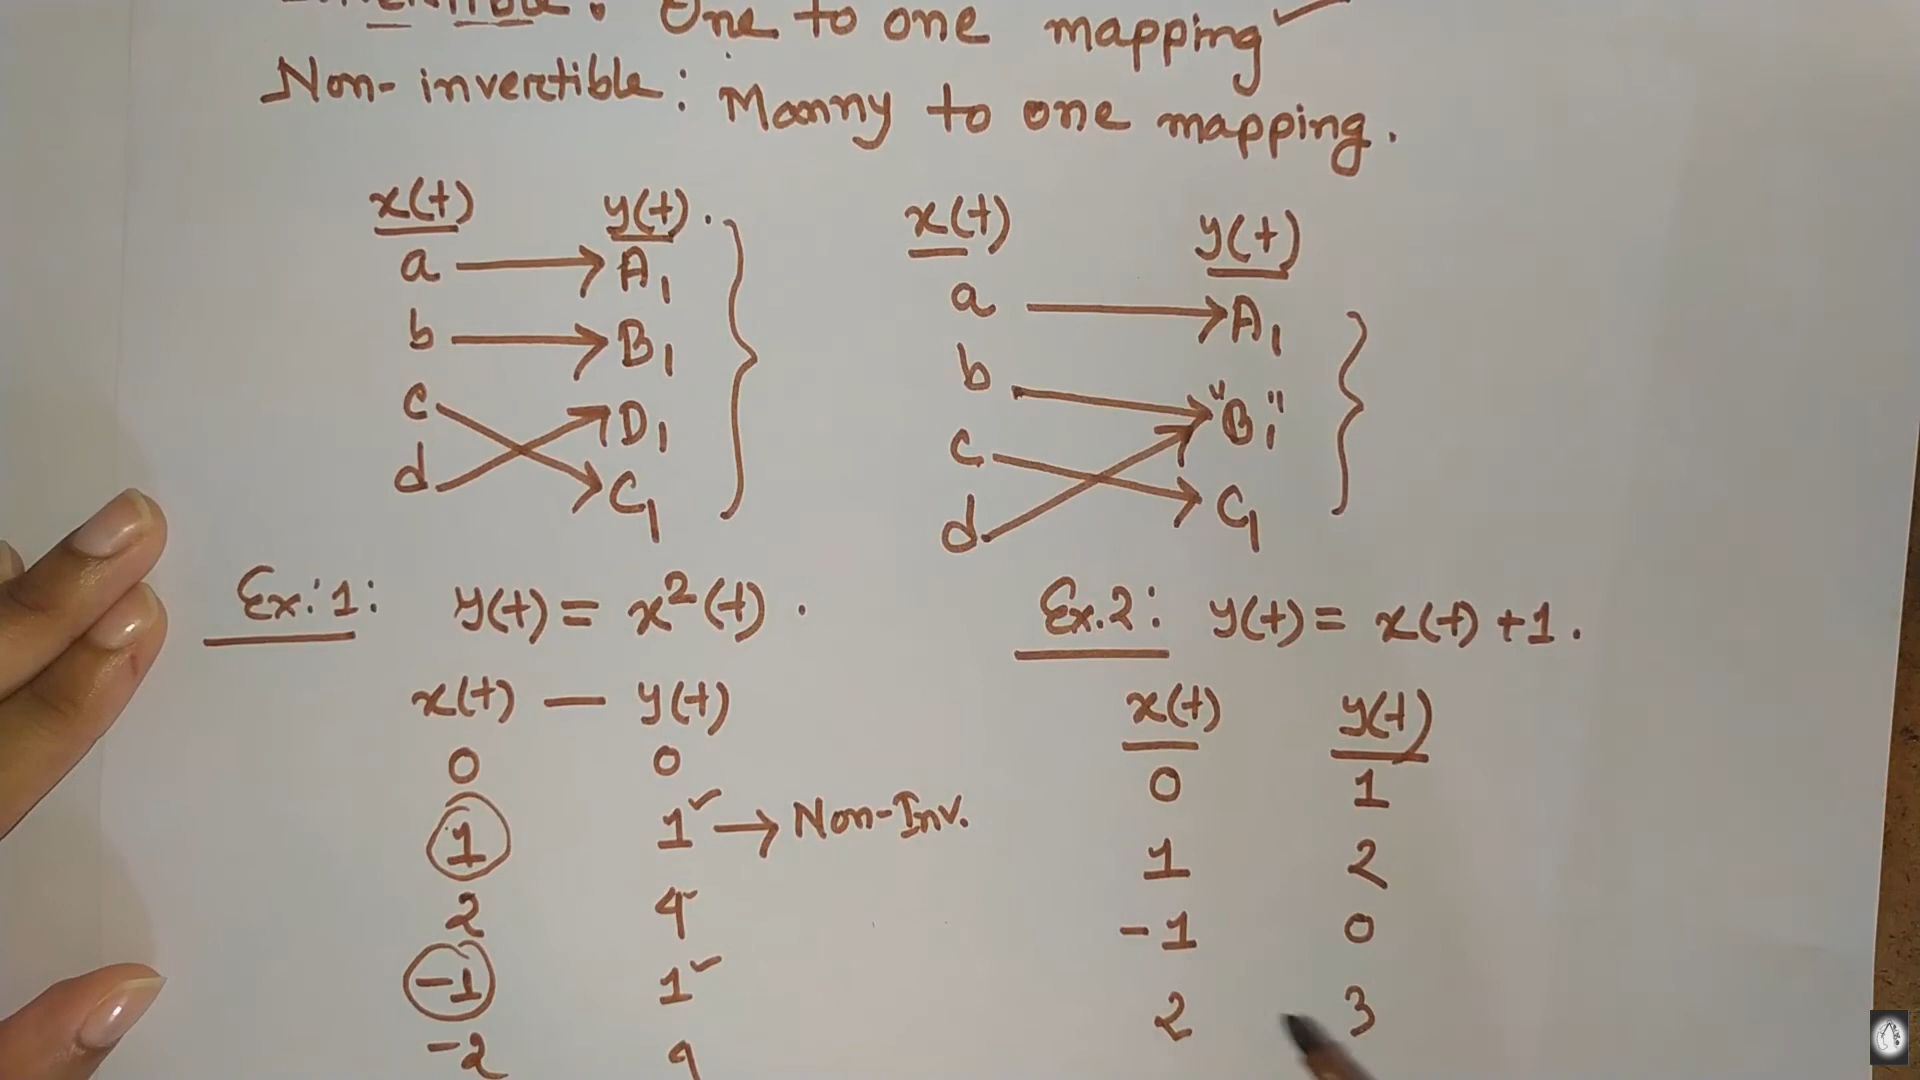 Invertible: One to one mapping ✓
Non-invertible: Manny to one mapping.
x(t) y(t).
a → A1
b → B1
c D1
d C1
x(t) y(t)
a → A1
b "B1"
c C1
d
Ex:1: y(t) = x²(t).
x(t) — y(t)
0 0
1 1 ✓ → Non-Inv.
2 4 ✓
-1 1 ✓
-2 4
Ex.2: y(t) = x(t) +1.
x(t) y(t)
0 1
1 2
-1 0
2 3